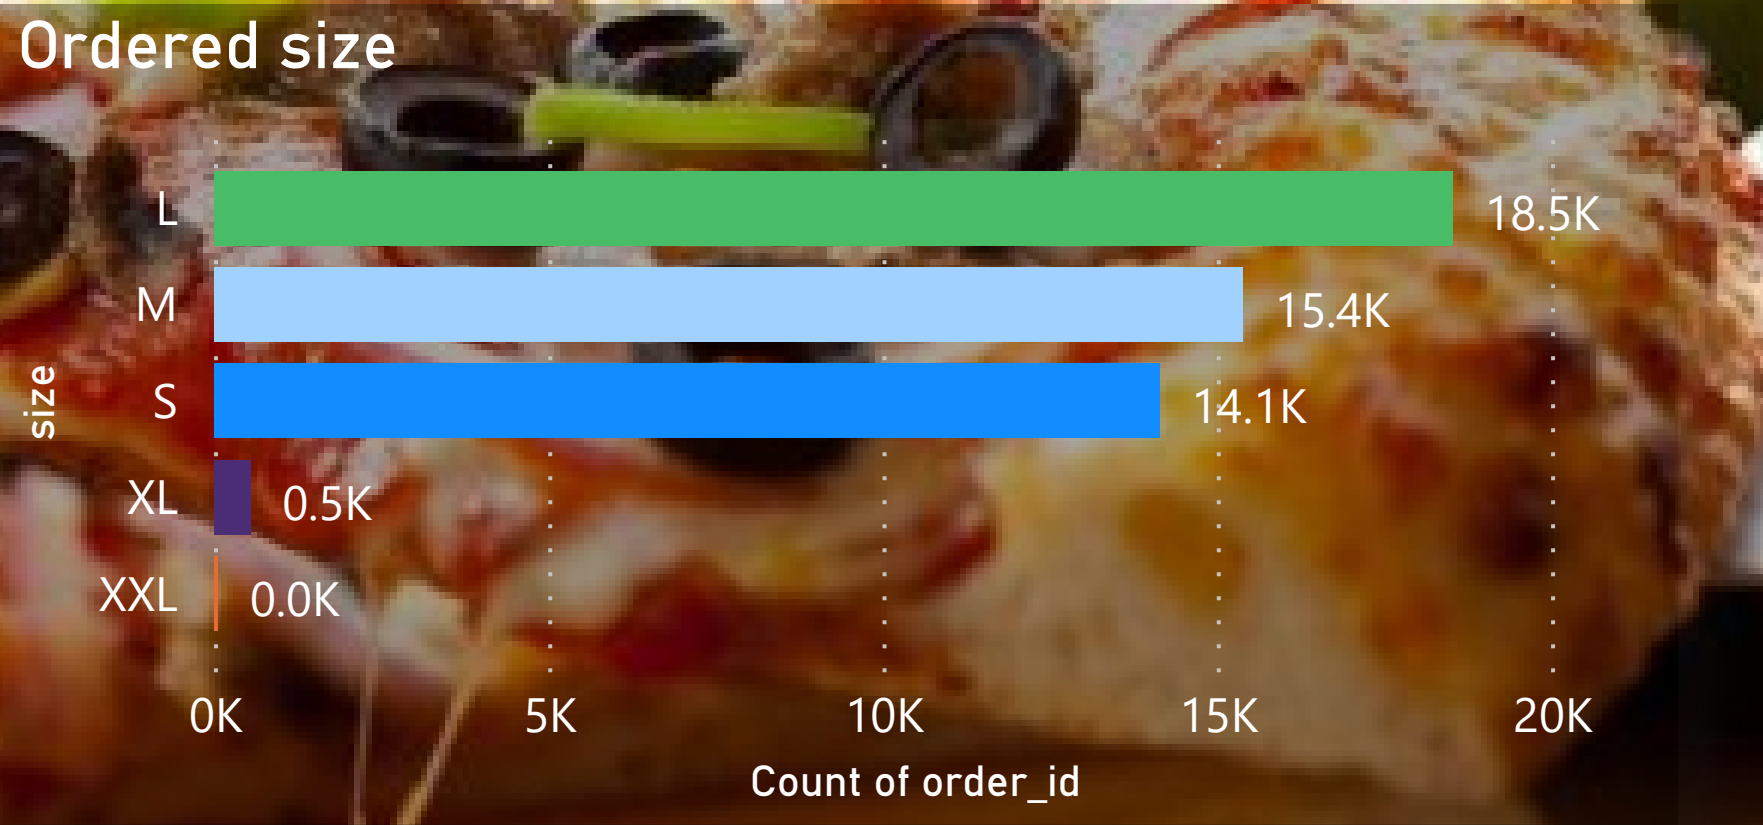 Ordered size
size
L 18.5K
M 15.4K
S 14.1K
XL 0.5K
XXL 0.0K
0K 5K 10K 15K 20K
Count of order_id